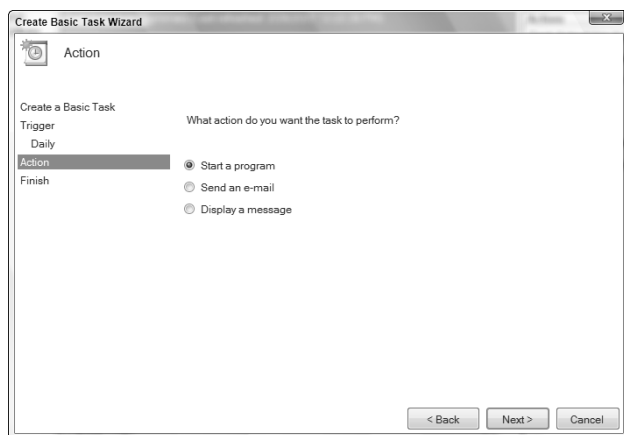 Create Basic Task Wizard
Action
Create a Basic Task
Trigger
Daily
Action
Finish
What action do you want the task to perform?
Start a program
Send an e-mail
Display a message
< Back
Next >
Cancel